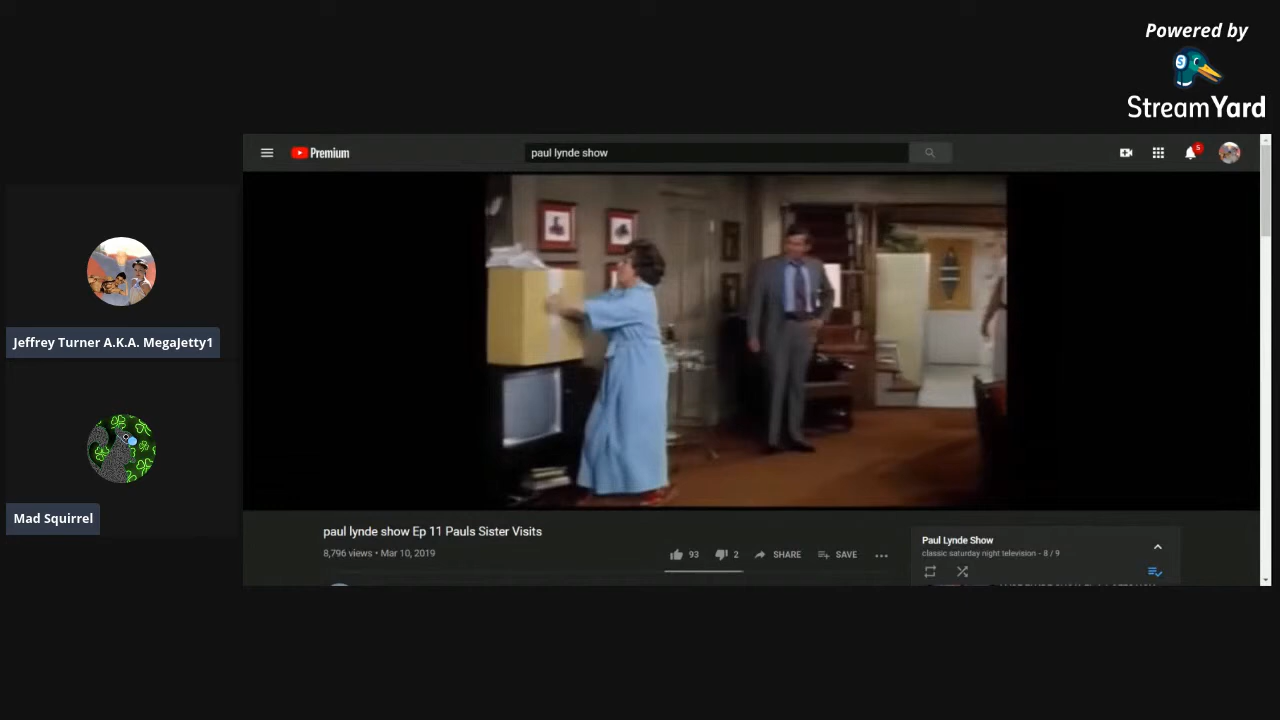 Powered by
StreamYard
Premium
paul lynde show
5
Jeffrey Turner A.K.A. MegaJetty1
Mad Squirrel
paul lynde show Ep 11 Pauls Sister Visits
8,796 views • Mar 10, 2019
93
2
SHARE
SAVE
Paul Lynde Show
classic saturday night television - 8 / 9